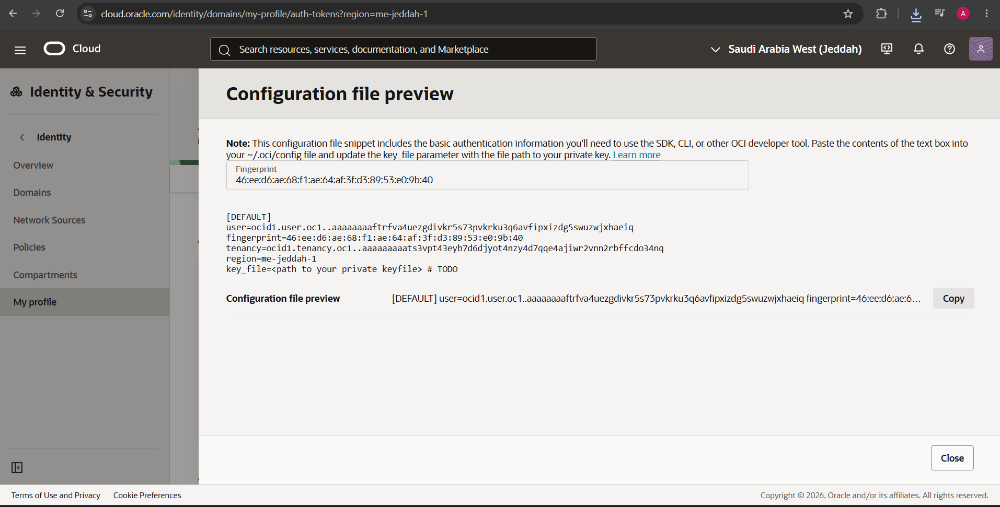 cloud.oracle.com/identity/domains/my-profile/auth-tokens?region=me-jeddah-1
A
Cloud
Search resources, services, documentation, and Marketplace
Saudi Arabia West (Jeddah)
Identity & Security
Identity
Overview
Domains
Network Sources
Policies
Compartments
My profile
Configuration file preview
Note: This configuration file snippet includes the basic authentication information you'll need to use the SDK, CLI, or other OCI developer tool. Paste the contents of the text box into
your ~/.oci/config file and update the key_file parameter with the file path to your private key. Learn more
Fingerprint
46:ee:d6:ae:68:f1:ae:64:af:3f:d3:89:53:e0:9b:40
[DEFAULT]
user=ocid1.user.oc1..aaaaaaaaftrfva4uezgdivkr5s73pvkrku3q6avfipxizdg5swuzwjxhaeiq
fingerprint=46:ee:d6:ae:68:f1:ae:64:af:3f:d3:89:53:e0:9b:40
tenancy=ocid1.tenancy.oc1..aaaaaaaaats3vpt43eyb7d6djyot4nzy4d7qqe4ajiwr2vnn2rbffcdo34nq
region=me-jeddah-1
key_file=<path to your private keyfile> # TODO
Configuration file preview
[DEFAULT] user=ocid1.user.oc1..aaaaaaaaftrfva4uezgdivkr5s73pvkrku3q6avfipxizdg5swuzwjxhaeiq fingerprint=46:ee:d6:ae:6...
Copy
Close
Terms of Use and Privacy
Cookie Preferences
Copyright © 2026, Oracle and/or its affiliates. All rights reserved.